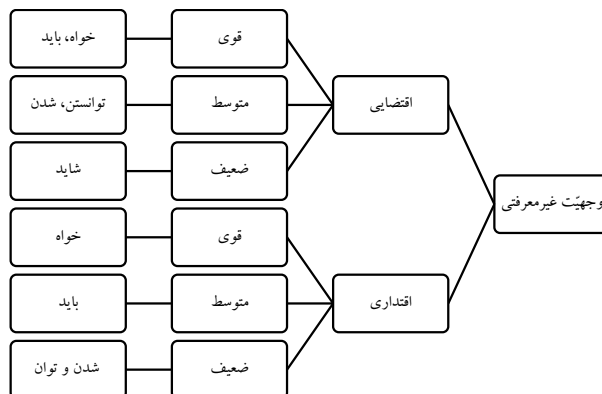 وجهیّت غیرمعرفتی
اقتضایی
قوی
خواه، باید
متوسط
توانستن، شدن
ضعیف
شاید
اقتداری
قوی
خواه
متوسط
باید
ضعیف
شدن و توان